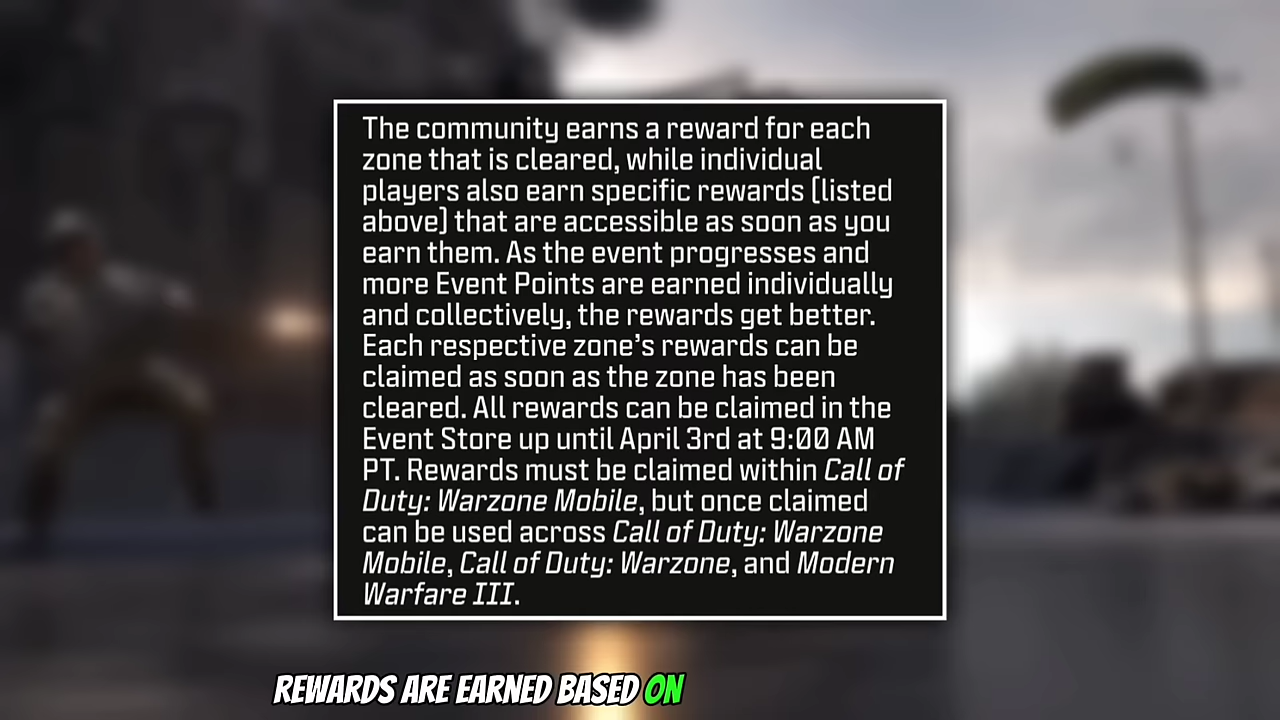 The community earns a reward for each
zone that is cleared, while individual
players also earn specific rewards (listed
above) that are accessible as soon as you
earn them. As the event progresses and
more Event Points are earned individually
and collectively, the rewards get better.
Each respective zone’s rewards can be
claimed as soon as the zone has been
cleared. All rewards can be claimed in the
Event Store up until April 3rd at 9:00 AM
PT. Rewards must be claimed within Call of
Duty: Warzone Mobile, but once claimed
can be used across Call of Duty: Warzone
Mobile, Call of Duty: Warzone, and Modern
Warfare III.
REWARDS ARE EARNED BASED ON